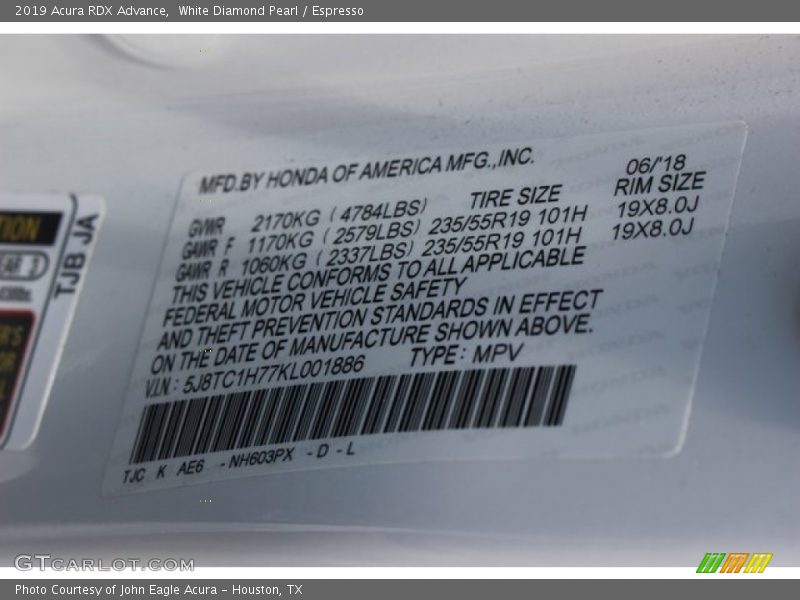 2019 Acura RDX Advance,  White Diamond Pearl / Espresso
MFD.BY HONDA OF AMERICA MFG.,INC. 06/'18
TIRE SIZE RIM SIZE
GVWR 2170KG ( 4784LBS)
GAWR F 1170KG ( 2579LBS) 235/55R19 101H 19X8.0J
GAWR R 1060KG ( 2337LBS) 235/55R19 101H 19X8.0J
THIS VEHICLE CONFORMS TO ALL APPLICABLE
FEDERAL MOTOR VEHICLE SAFETY
AND THEFT PREVENTION STANDARDS IN EFFECT
ON THE DATE OF MANUFACTURE SHOWN ABOVE.
V.I.N : 5J8TC1H77KL001886 TYPE : MPV
TJC K AE6 - NH603PX - D - L
TJB JA
GTCARLOT.COM
Photo Courtesy of John Eagle Acura - Houston, TX